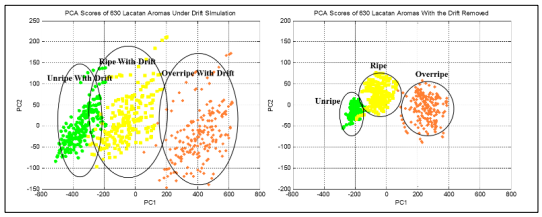 PCA Scores of 630 Lacatan Aromas Under Drift SImulation
250
200
150
100
50
0
-50
-100
-150
PC2
Unripe With Drift
Ripe With Drift
Overripe With Drift
-600 -400 -200 0 200 400 600 800
PC1
PCA Scores of 630 Lacatan Aromas With the Drift Removed
200
150
100
50
0
-50
-100
-150
PC2
Unripe
Ripe
Overripe
-600 -400 -200 0 200 400 600 800
PC1